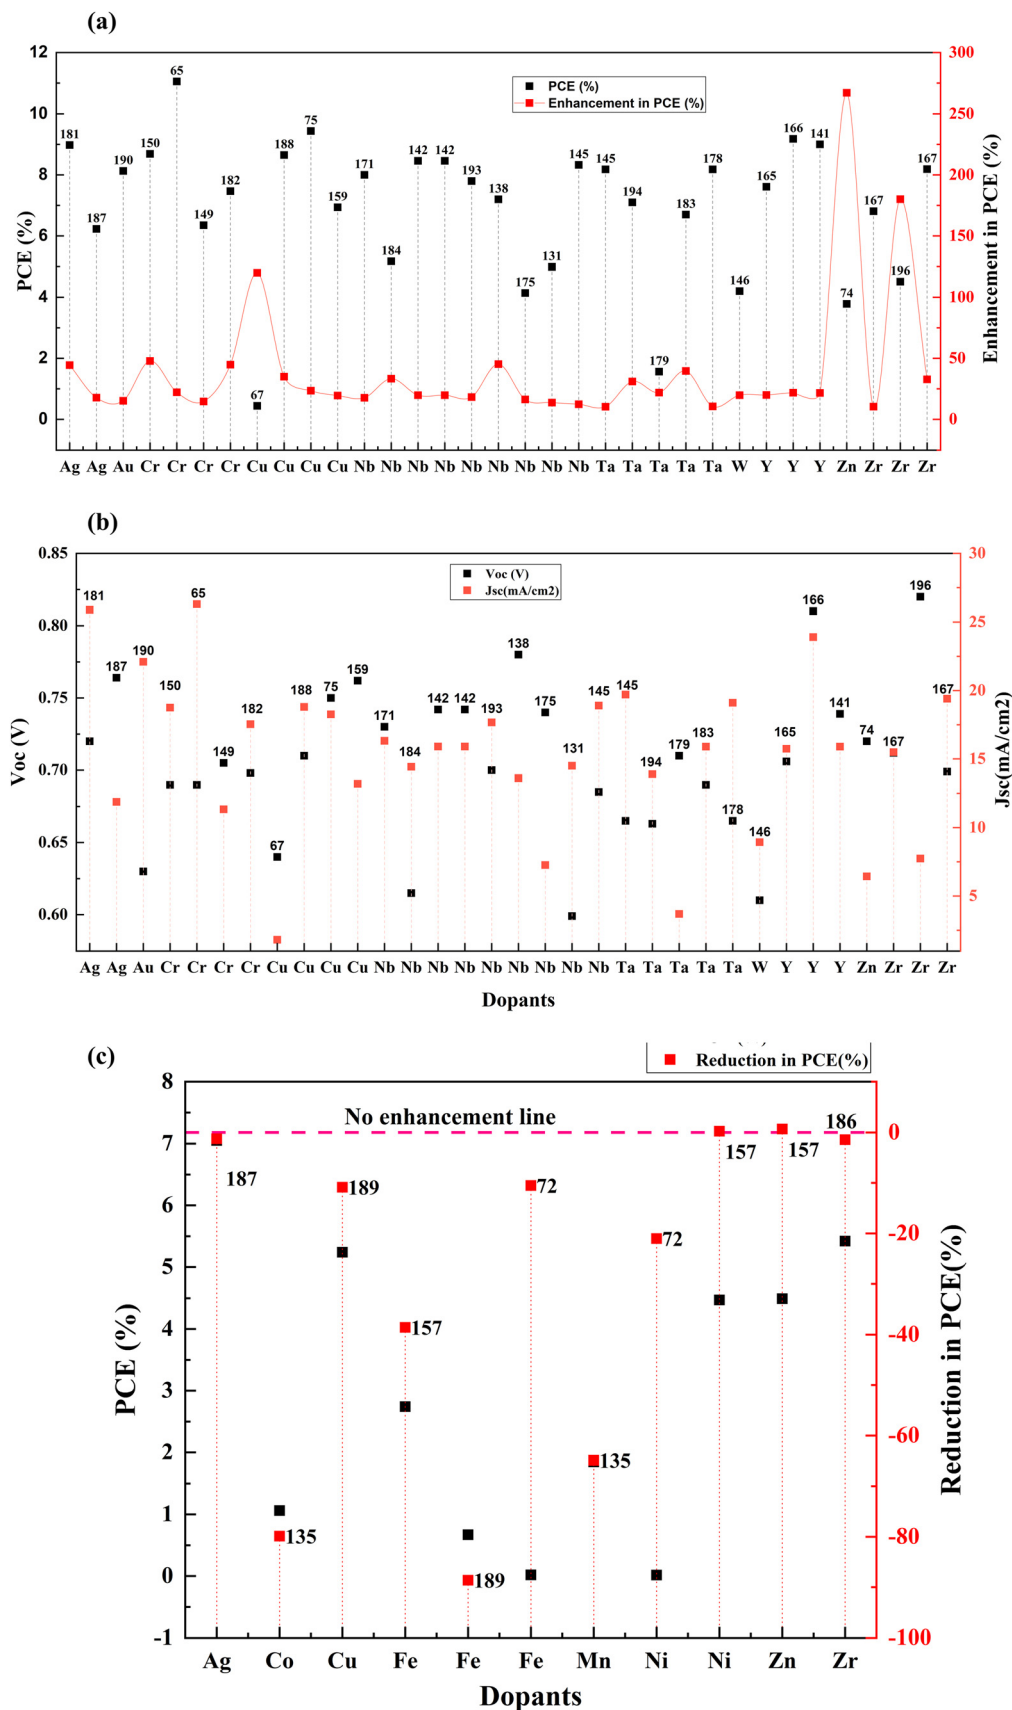 (a)
12
10
8
6
4
2
0
PCE (%)
300
250
200
150
100
50
0
Enhancement in PCE (%)
PCE (%)
Enhancement in PCE (%)
181 187 190 150 65 149 182 67 188 75 159 171 184 142 142 193 138 175 131 145 145 194 179 183 178 146 165 166 141 74 167 196 167
Ag Ag Au Cr Cr Cr Cr Cu Cu Cu Cu Nb Nb Nb Nb Nb Nb Nb Nb Nb Ta Ta Ta Ta Ta W Y Y Y Zn Zr Zr Zr
(b)
0.85
0.80
0.75
0.70
0.65
0.60
Voc (V)
30
25
20
15
10
5
Jsc(mA/cm2)
Voc (V)
Jsc(mA/cm2)
181 187 190 150 65 149 182 67 188 75 159 171 184 142 142 193 138 175 131 145 145 194 179 183 178 146 165 166 141 74 167 196 167
Ag Ag Au Cr Cr Cr Cr Cu Cu Cu Cu Nb Nb Nb Nb Nb Nb Nb Nb Nb Ta Ta Ta Ta Ta W Y Y Y Zn Zr Zr Zr
Dopants
(c)
Reduction in PCE(%)
No enhancement line
8
7
6
5
4
3
2
1
0
-1
PCE (%)
0
-20
-40
-60
-80
-100
Reduction in PCE(%)
187 135 189 157 189 72 135 72 157 157 186
Ag Co Cu Fe Fe Fe Mn Ni Ni Zn Zr
Dopants